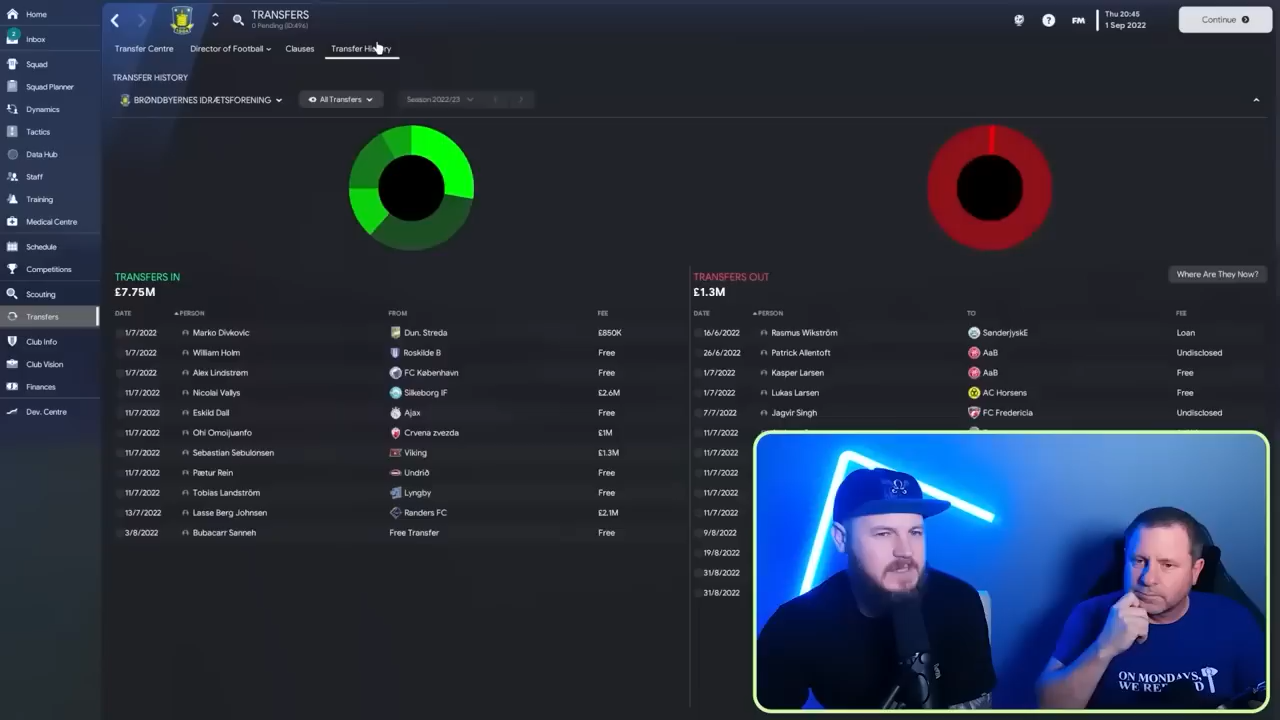 Home
2
Inbox
Squad
Squad Planner
Dynamics
Tactics
Data Hub
Staff
Training
Medical Centre
Schedule
Competitions
Scouting
Transfers
Club Info
Club Vision
Finances
Dev. Centre
TRANSFERS
0 Pending
FM
Thu 20:45
1 Sep 2022
Continue
Transfer Centre
Director of Football
Clauses
Transfer History
TRANSFER HISTORY
BRØNDBYERNES IDRÆTSFORENING
All Transfers
Season 2022/23
TRANSFERS IN
£7.75M
DATE PERSON FROM FEE
1/7/2022 Marko Divkovic Dun. Streda £850K
1/7/2022 William Holm Roskilde B Free
1/7/2022 Alex Lindstrøm FC København Free
11/7/2022 Nicolai Vallys Silkeborg IF £2.6M
11/7/2022 Eskild Dall Ajax Free
11/7/2022 Ohi Omoijuanfo Crvena zvezda £1M
11/7/2022 Sebastian Sebulonsen Viking £1.3M
11/7/2022 Pætur Rein Undrið Free
11/7/2022 Tobias Landström Lyngby Free
13/7/2022 Lasse Berg Johnsen Randers FC £2.1M
3/8/2022 Bubacarr Sanneh Free Transfer Free
TRANSFERS OUT
£1.3M
Where Are They Now?
DATE PERSON TO FEE
16/6/2022 Rasmus Wikström SønderjyskE Loan
26/6/2022 Patrick Allentoft AaB Undisclosed
1/7/2022 Kasper Larsen AaB Free
1/7/2022 Lukas Larsen AC Horsens Free
7/7/2022 Jagvir Singh FC Fredericia Undisclosed
11/7/2022
11/7/2022
11/7/2022
11/7/2022
11/7/2022
9/8/2022
19/8/2022
31/8/2022
31/8/2022
ON MONDAYS,
WE